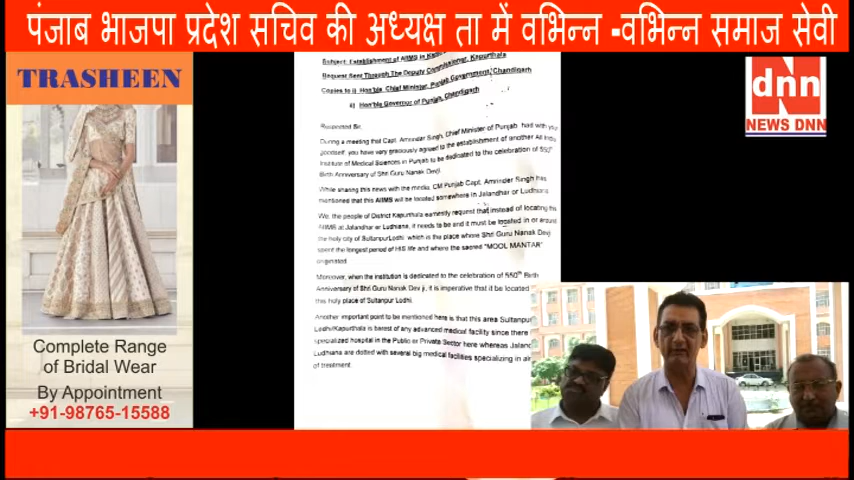 पंजाब भाजपा प्रदेश सचिव की अध्यक्ष ता में वभिन्न -वभिन्न समाज सेवी
TRASHEEN
Complete Range
of Bridal Wear
By Appointment
+91-98765-15588
Subject: Establishment of AIIMS in
Request Sent Through The Deputy Commissioner, Kapurthala
Copies to i) Hon'ble Chief Minister, Punjab Government, Chandigarh
ii) Hon'ble Governor of Punjab, Chandigarh
Respected Sir,
During a meeting that Capt. Amrinder Singh, Chief Minister of Punjab had with your
goodself, you have very graciously agreed to the establishment of another All India
Institute of Medical Sciences in Punjab to be dedicated to the celebration of 550th
Birth Anniversary of Shri Guru Nanak Devji.
While sharing this news with the media, CM Punjab Capt. Amrinder Singh has
mentioned that this AIIMS will be located somewhere in Jalandhar or Ludhiana
We, the people of District Kapurthala earnestly request that instead of locating this
AIIMS at Jalandhar or Ludhiana, it needs to be and it must be located in or around
the holy city of SultanpurLodhi, which is the place where Shri Guru Nanak Devji
spent the longest period of HIS life and where the sacred "MOOL MANTAR"
originated.
Moreover, when the institution is dedicated to the celebration of 550th Birth
Anniversary of Shri Guru Nanak Dev ji, it is imperative that it be located
this holy place of Sultanpur Lodhi.
Another important point to be mentioned here is that this area Sultanpur
Lodhi/Kapurthala is barest of any advanced medical facility since there
specialized hospital in the Public or Private Sector here whereas
Ludhiana are dotted with several big medical facilities specializing in
of treatment.
dnn
NEWS DNN